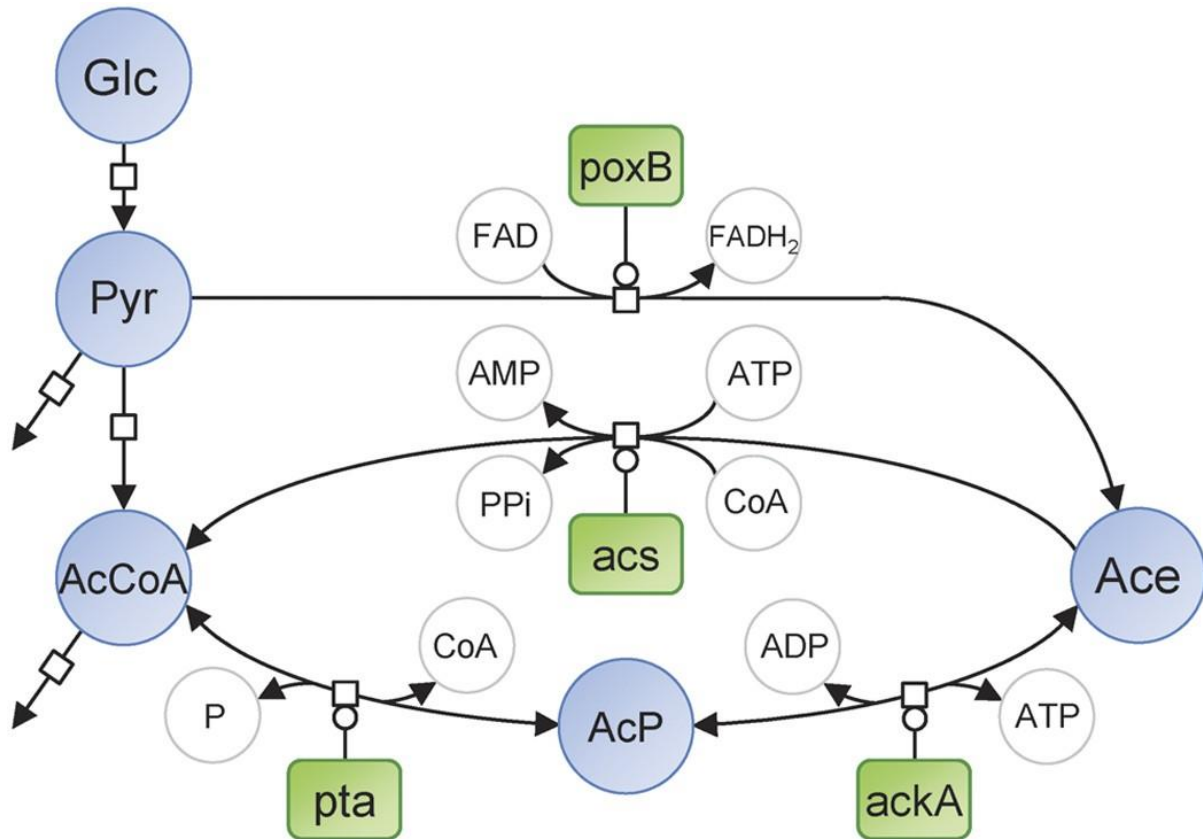 Glc
poxB
FAD
FADH₂
Pyr
AMP
ATP
PPi
CoA
acs
AcCoA
Ace
CoA
ADP
P
AcP
ATP
pta
ackA